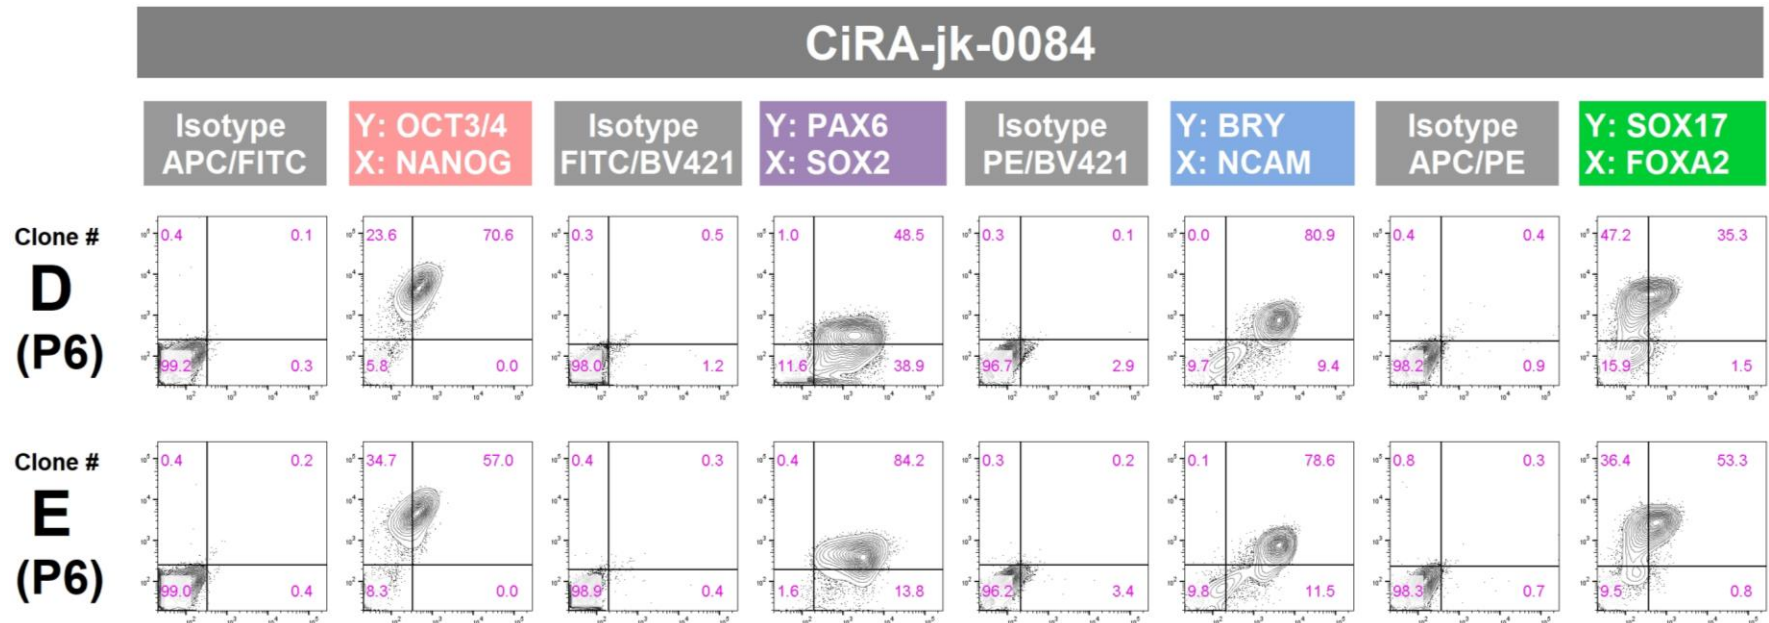 CiRA-jk-0084
Isotype APC/FITC
Y: OCT3/4 X: NANOG
Isotype FITC/BV421
Y: PAX6 X: SOX2
Isotype PE/BV421
Y: BRY X: NCAM
Isotype APC/PE
Y: SOX17 X: FOXA2
Clone #
D
(P6)
0.4 0.1
99.2 0.3
23.6 70.6
5.8 0.0
0.3 0.5
98.0 1.2
1.0 48.5
11.6 38.9
0.3 0.1
96.7 2.9
0.0 80.9
9.7 9.4
0.4 0.4
98.2 0.9
47.2 35.3
15.9 1.5
Clone #
E
(P6)
0.4 0.2
99.0 0.4
34.7 57.0
8.3 0.0
0.4 0.3
98.9 0.4
0.4 84.2
1.6 13.8
0.3 0.2
96.2 3.4
0.1 78.6
9.8 11.5
0.8 0.3
98.3 0.7
36.4 53.3
9.5 0.8